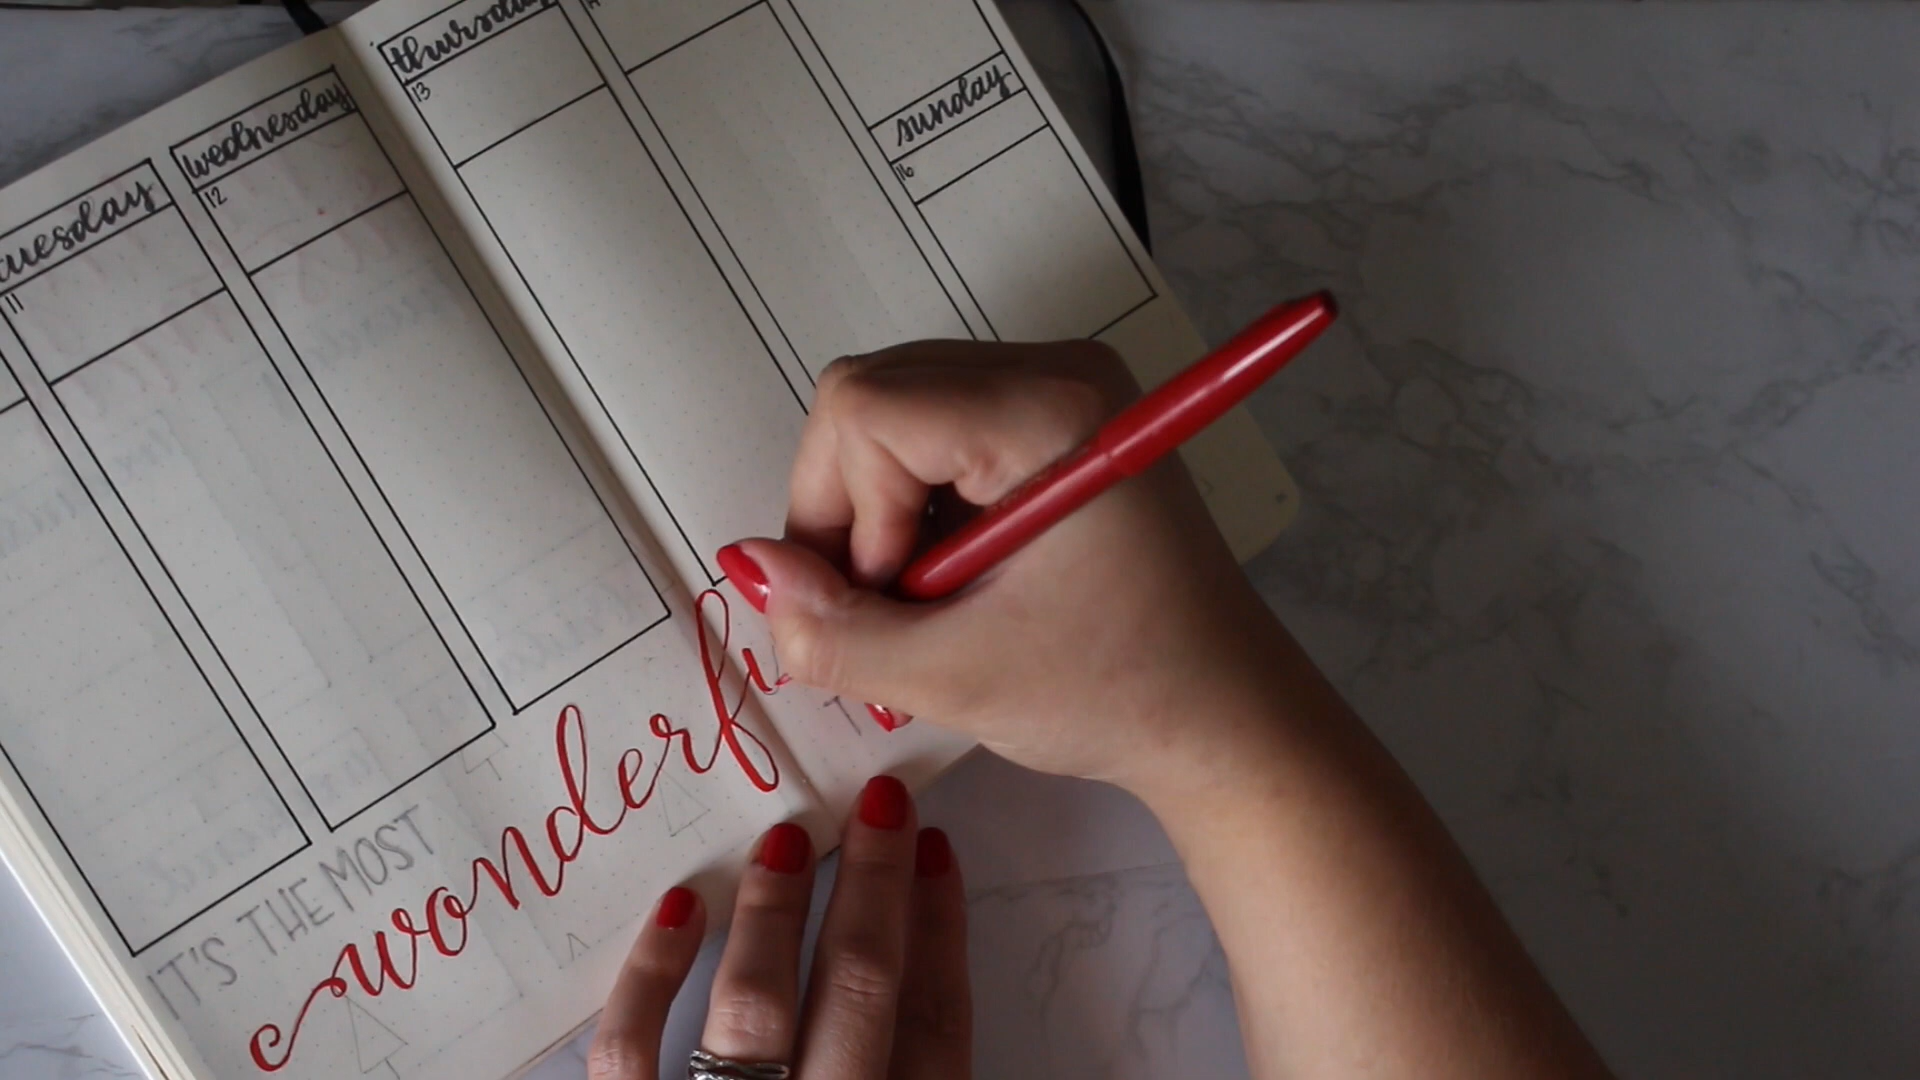 tuesday
11
wednesday
12
thursday
13
sunday
16
IT'S THE MOST
wonderfu
T